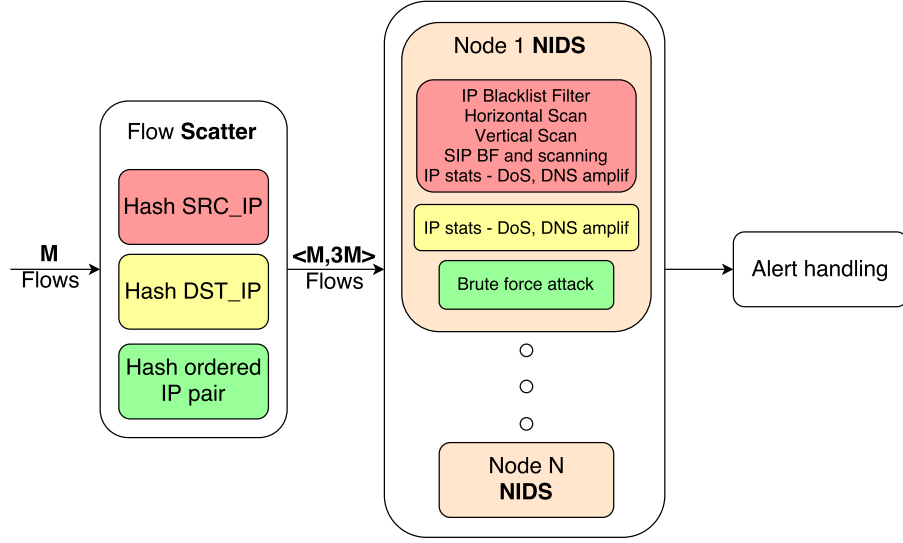 M
Flows
Flow Scatter
Hash SRC_IP
Hash DST_IP
Hash ordered
IP pair
<M,3M>
Flows
Node 1 NIDS
IP Blacklist Filter
Horizontal Scan
Vertical Scan
SIP BF and scanning
IP stats - DoS, DNS amplif
IP stats - DoS, DNS amplif
Brute force attack
Node N
NIDS
Alert handling